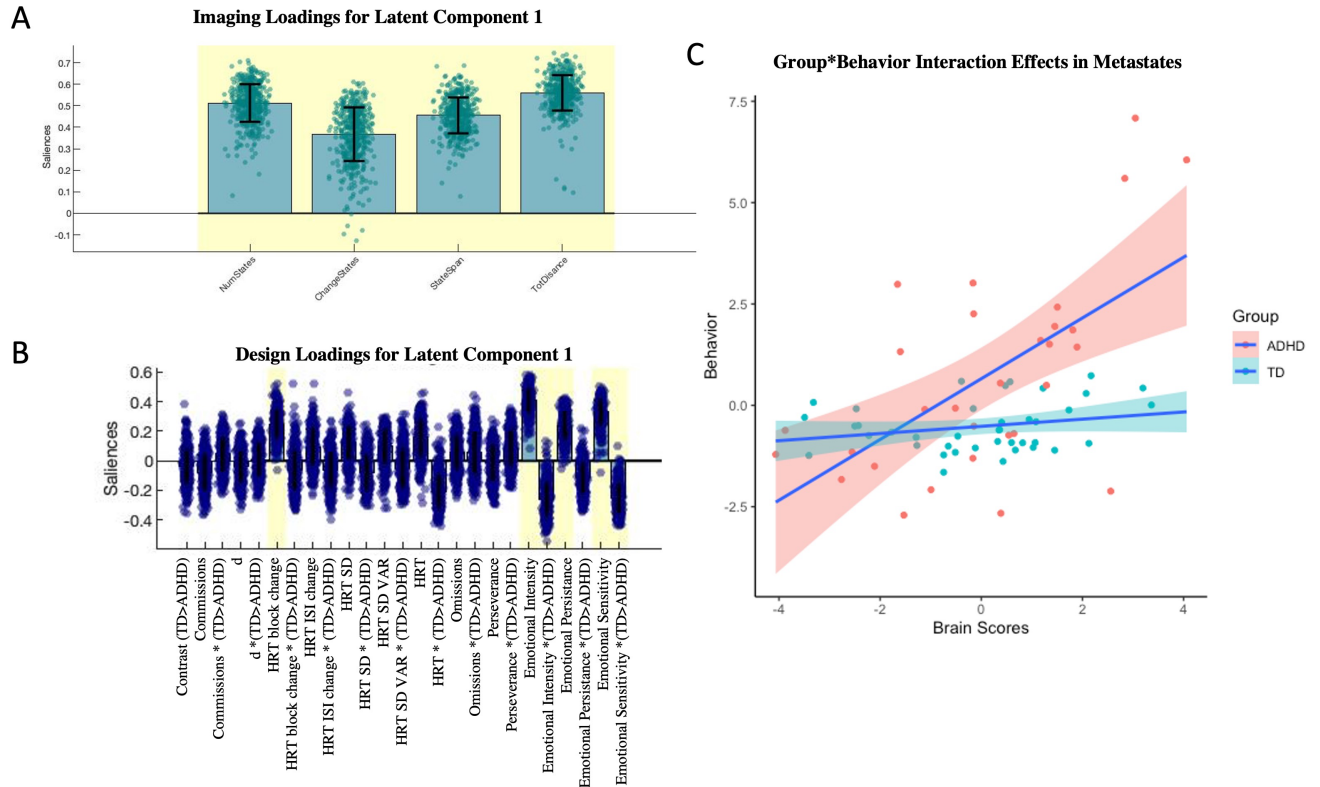 A
Imaging Loadings for Latent Component 1
Saliences
0.7
0.6
0.5
0.4
0.3
0.2
0.1
0
-0.1
NumStates
ChangeStates
StateSpan
TotDisance
B
Design Loadings for Latent Component 1
Saliences
0.6
0.4
0.2
0
-0.2
-0.4
Contrast (TD>ADHD)
Commissions
Commissions * (TD>ADHD)
d
d *(TD>ADHD)
HRT block change
HRT block change * (TD>ADHD)
HRT ISI change
HRT ISI change * (TD>ADHD)
HRT SD
HRT SD * (TD>ADHD)
HRT SD VAR
HRT SD VAR * (TD>ADHD)
HRT
HRT * (TD>ADHD)
Omissions
Omissions *(TD>ADHD)
Perseverance
Perseverance *(TD>ADHD)
Emotional Intensity
Emotional Intensity *(TD>ADHD)
Emotional Persistance
Emotional Persistance *(TD>ADHD)
Emotional Sensitivity
Emotional Sensitivity *(TD>ADHD)
C
Group*Behavior Interaction Effects in Metastates
Behavior
7.5
5.0
2.5
0.0
-2.5
-4
-2
0
2
4
Brain Scores
Group
ADHD
TD